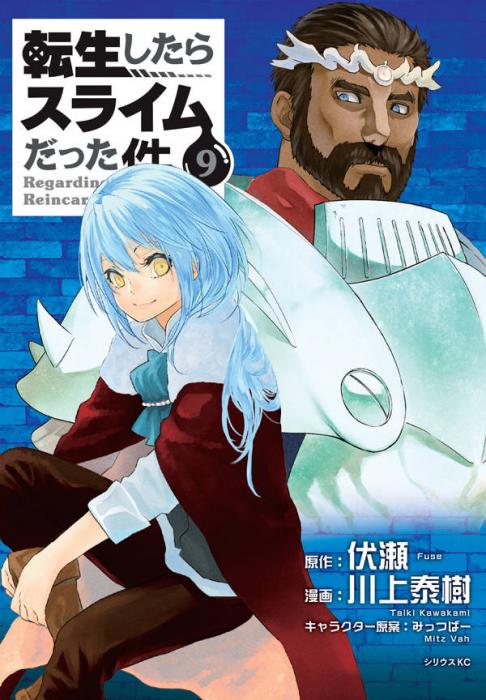 転生したら
スライム
だった件
9
Regarding
Reincar
原作：伏瀬 Fuse
漫画：川上泰樹
Taiki Kawakami
キャラクター原案：みっつばー
Mitz Vah
シリウスKC